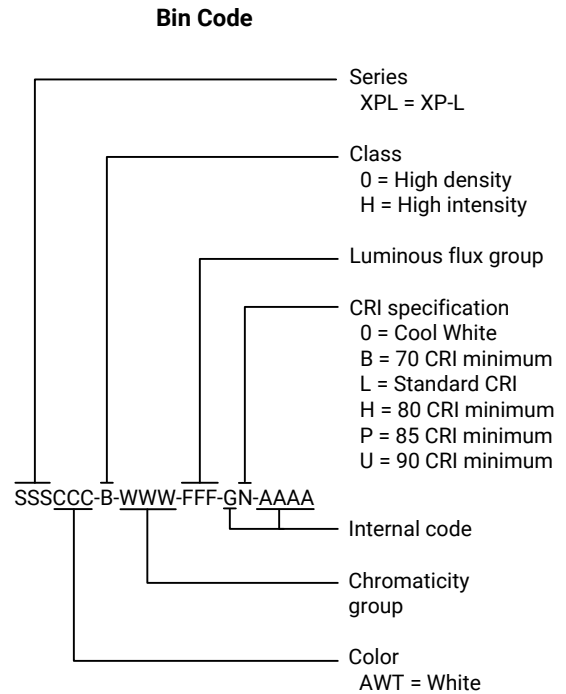 Bin Code
Series
XPL = XP-L
Class
0 = High density
H = High intensity
Luminous flux group
CRI specification
0 = Cool White
B = 70 CRI minimum
L = Standard CRI
H = 80 CRI minimum
P = 85 CRI minimum
U = 90 CRI minimum
SSSCCC-B-WWW-FFF-GN-AAAA
Internal code
Chromaticity
group
Color
AWT = White